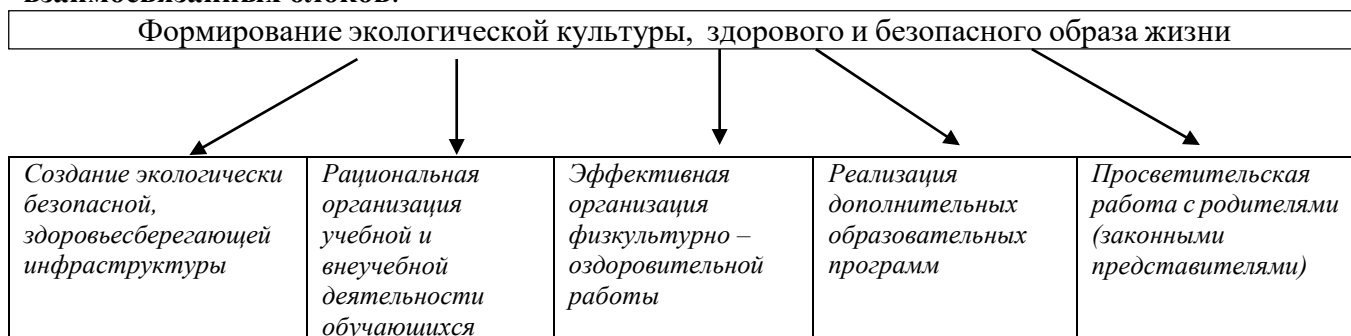 взаимосвязанных блоков.
Формирование экологической культуры, здорового и безопасного образа жизни
Создание экологически
безопасной,
здоровьесберегающей
инфраструктуры
Рациональная
организация
учебной и
внеучебной
деятельности
обучающихся
Эффективная
организация
физкультурно –
оздоровительной
работы
Реализация
дополнительных
образовательных
программ
Просветительская
работа с родителями
(законными
представителями)